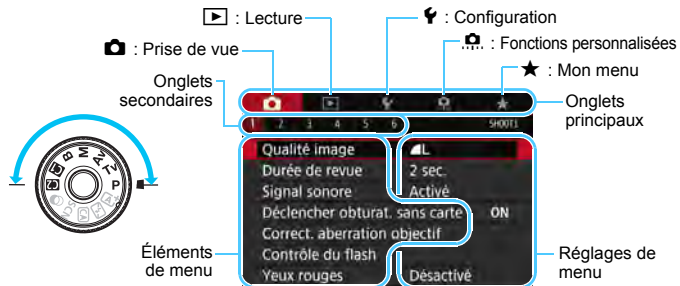 : Lecture
: Configuration
: Prise de vue
: Fonctions personnalisées
: Mon menu
Onglets
secondaires
Onglets
principaux
1 2 3 4 5 6 SHOOT1
Qualité image L
Durée de revue 2 sec.
Signal sonore Activé
Déclencher obturat. sans carte ON
Correct. aberration objectif
Contrôle du flash
Yeux rouges Désactivé
Éléments
de menu
Réglages de
menu
B M Av Tv P